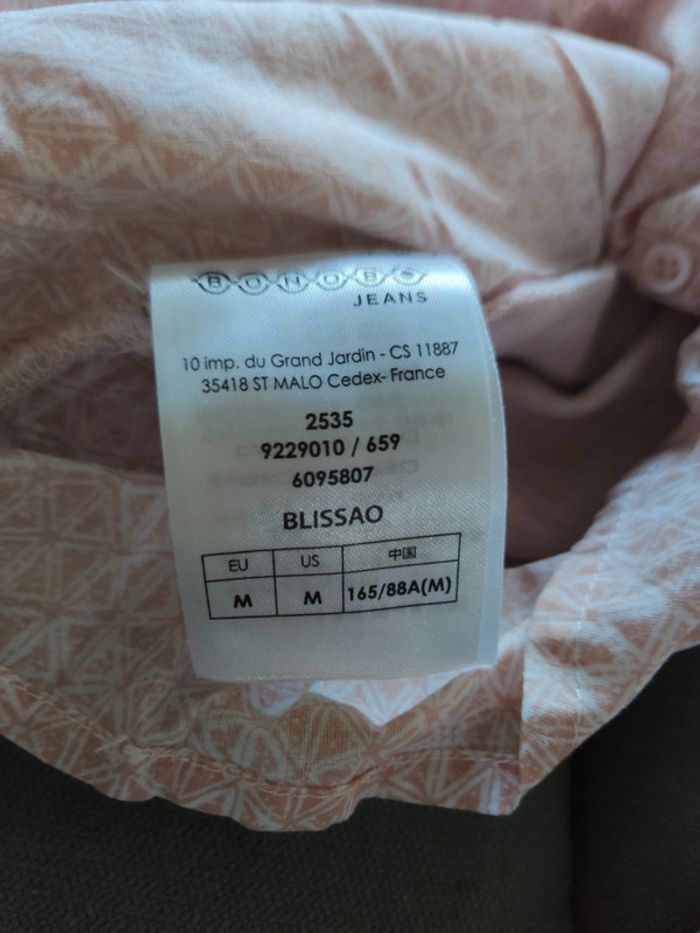 BONOBO
JEANS
10 imp. du Grand Jardin - CS 11887
35418 ST MALO Cedex- France
2535
9229010 / 659
6095807
BLISSAO
EU US 中国
M M 165/88A(M)